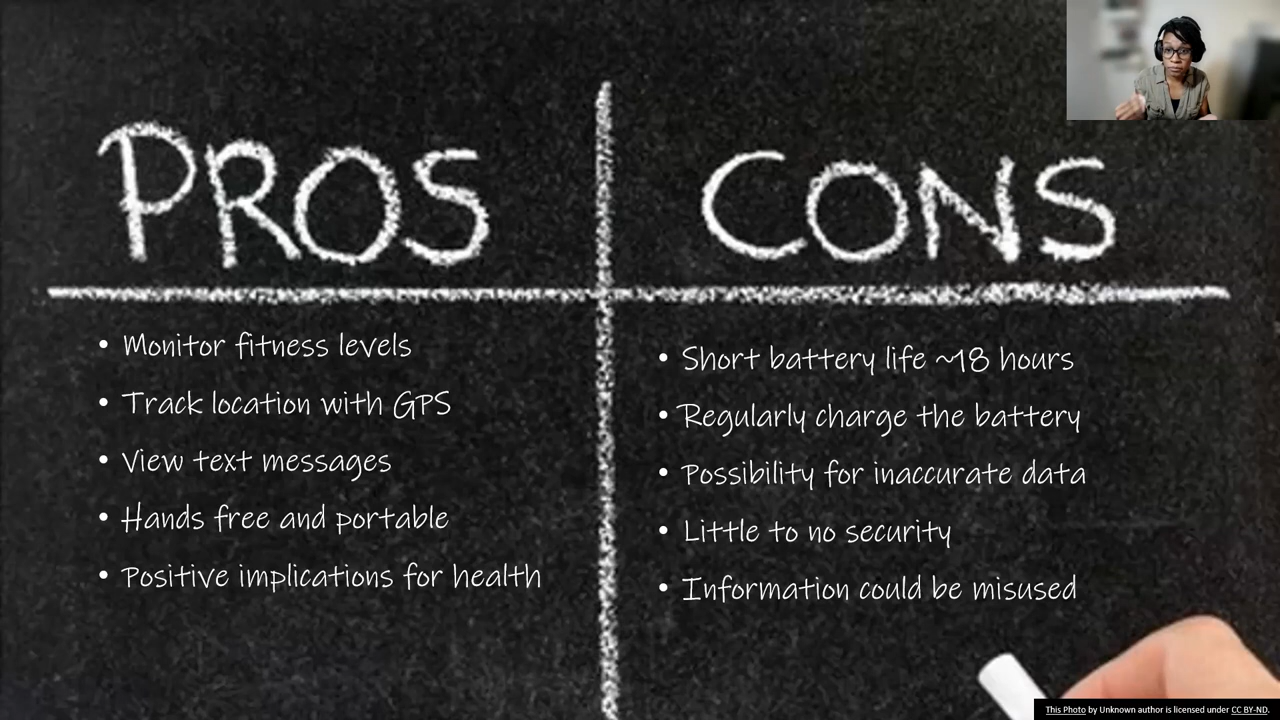 PROS
CONS
• Monitor fitness levels
• Track location with GPS
• View text messages
• Hands free and portable
• Positive implications for health
• Short battery life ~18 hours
• Regularly charge the battery
• Possibility for inaccurate data
• Little to no security
• Information could be misused
This Photo by Unknown author is licensed under CC BY-ND.